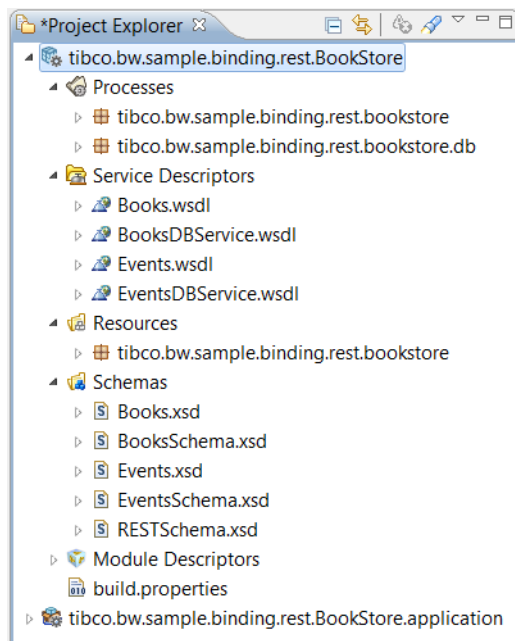 *Project Explorer
tibco.bw.sample.binding.rest.BookStore
Processes
tibco.bw.sample.binding.rest.bookstore
tibco.bw.sample.binding.rest.bookstore.db
Service Descriptors
Books.wsdl
BooksDBService.wsdl
Events.wsdl
EventsDBService.wsdl
Resources
tibco.bw.sample.binding.rest.bookstore
Schemas
Books.xsd
BooksSchema.xsd
Events.xsd
EventsSchema.xsd
RESTSchema.xsd
Module Descriptors
build.properties
tibco.bw.sample.binding.rest.BookStore.application